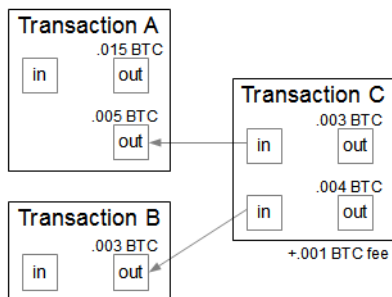 Transaction A
.015 BTC
in out
.005 BTC
out
Transaction B
.003 BTC
in out
Transaction C
.003 BTC
in out
.004 BTC
in out
+.001 BTC fee